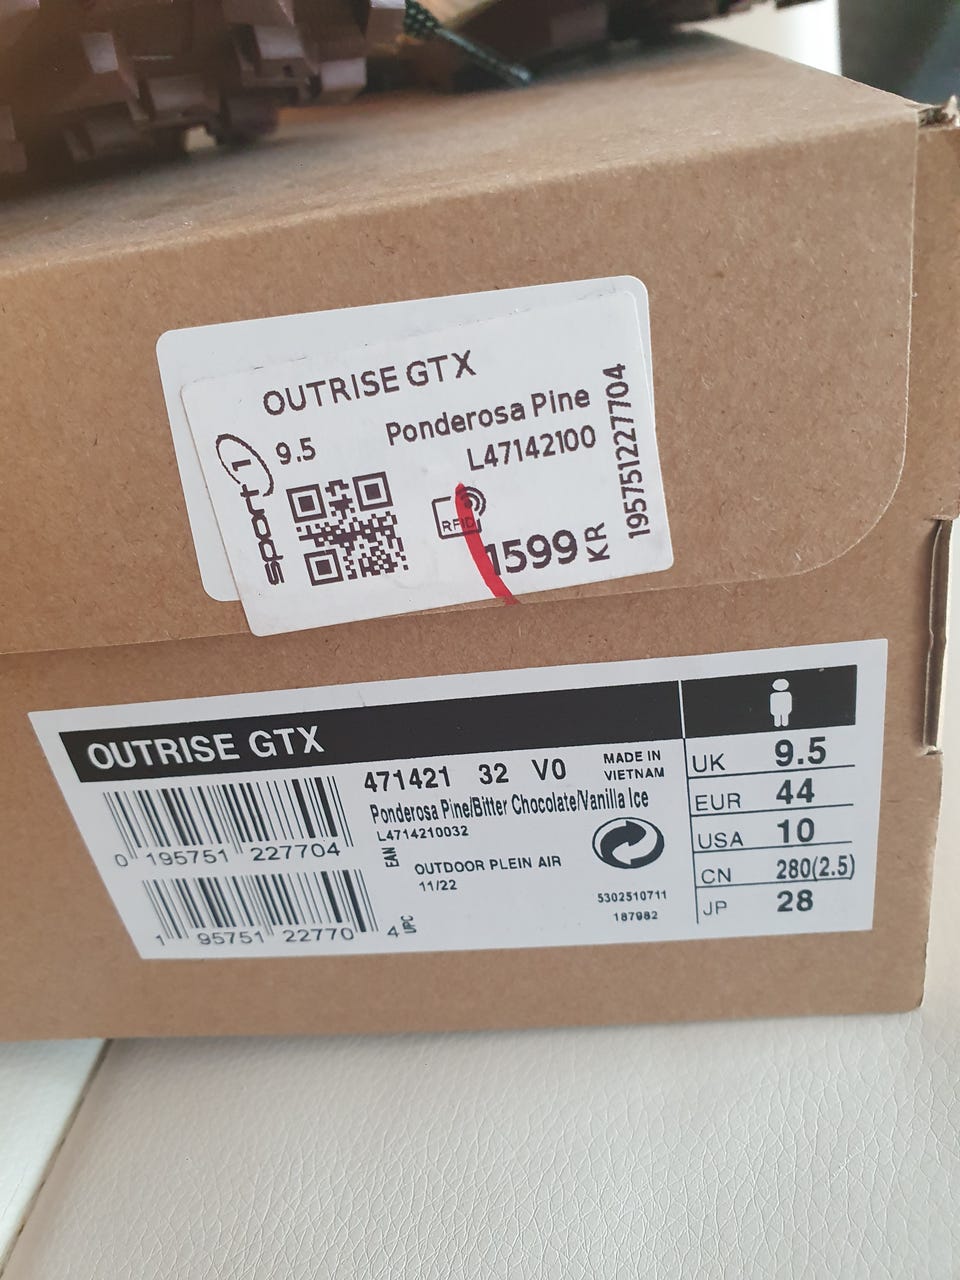 OUTRISE GTX
sport1
9.5
Ponderosa Pine
L47142100
RFID
1599 KR
195751227704
OUTRISE GTX
471421 32 V0
MADE IN
VIETNAM
Ponderosa Pine/Bitter Chocolate/Vanilla Ice
L4714210032
0 195751 227704
EAN
OUTDOOR PLEIN AIR
11/22
5302510711
187982
1 95751 22770 4
UPC
UK 9.5
EUR 44
USA 10
CN 280(2.5)
JP 28